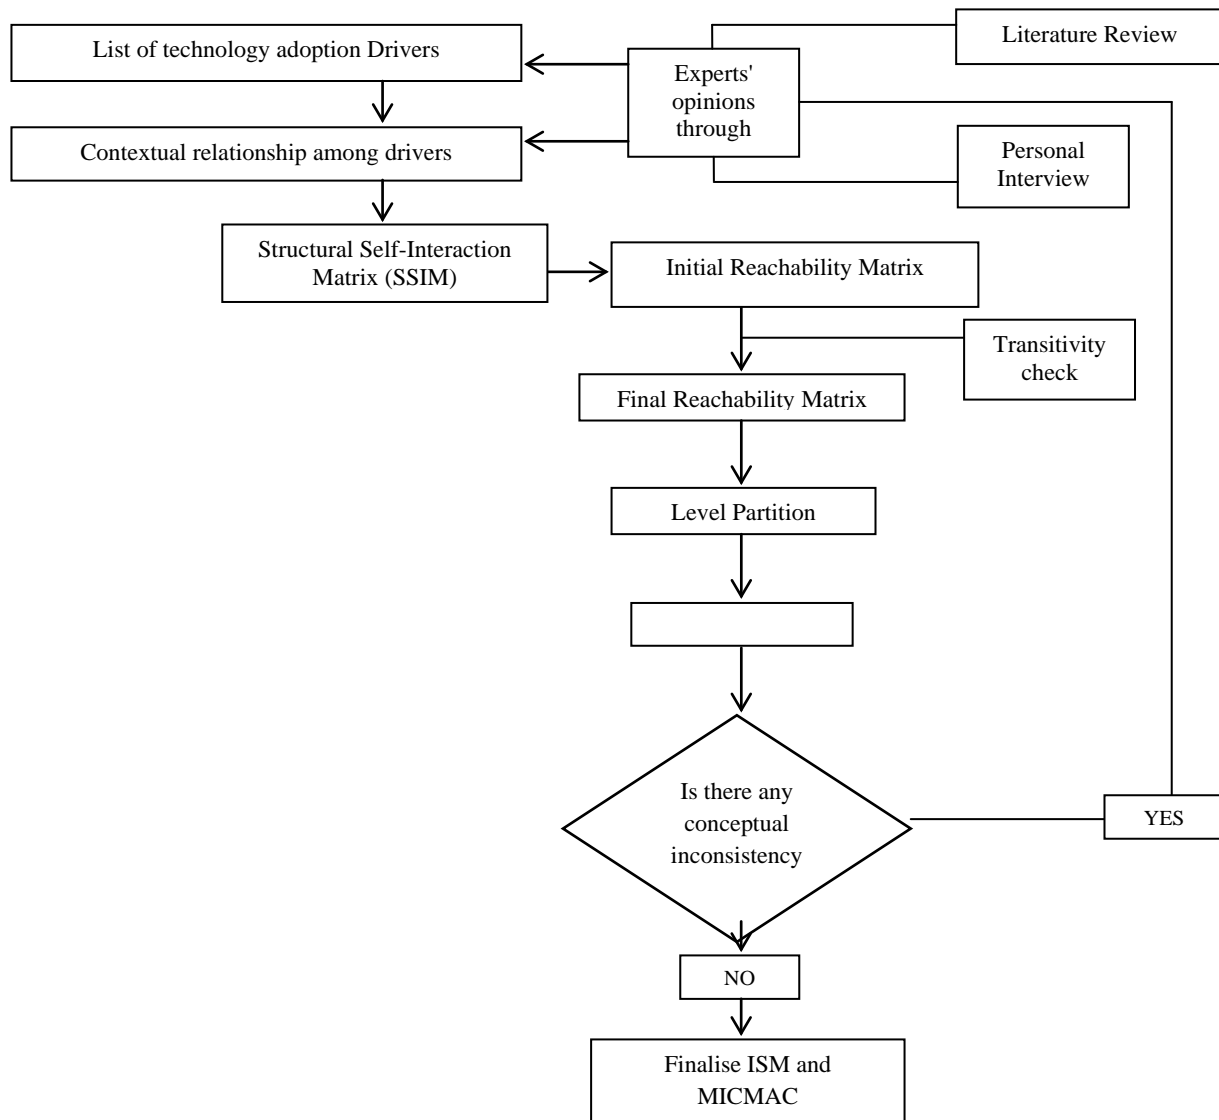 List of technology adoption Drivers
Literature Review
Experts'
opinions
through
Contextual relationship among drivers
Personal
Interview
Structural Self-Interaction
Matrix (SSIM)
Initial Reachability Matrix
Transitivity
check
Final Reachability Matrix
Level Partition
Is there any
conceptual
inconsistency
YES
NO
Finalise ISM and
MICMAC